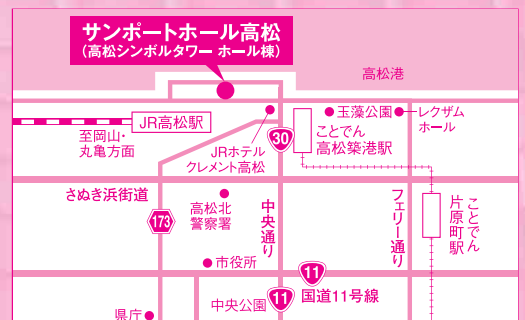 サンポートホール高松
(高松シンボルタワー ホール棟)
高松港
JR高松駅
至岡山・
丸亀方面
JRホテル
クレメント高松
30
玉藻公園
レクザム
ホール
ことでん
高松築港駅
さぬき浜街道
173
高松北
警察署
中央通り
フェリー通り
ことでん
片原町駅
市役所
11
国道11号線
中央公園
11
県庁